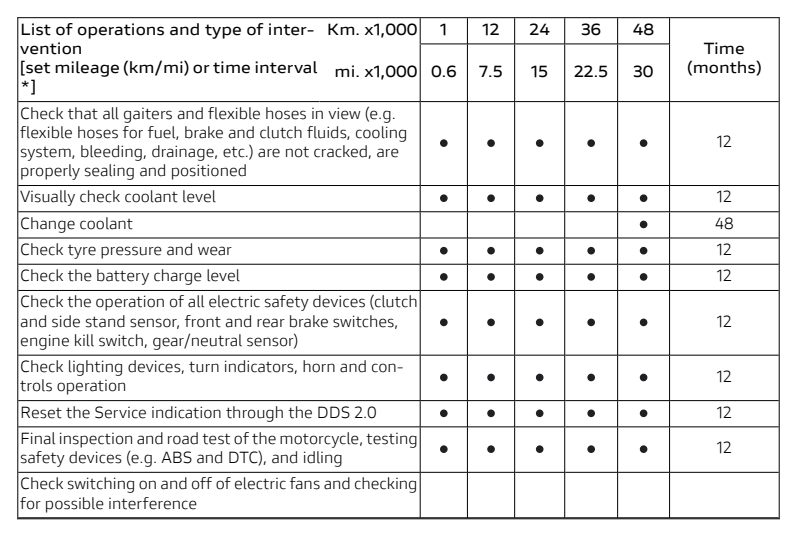 List of operations and type of inter- Km. x1,000 1 12 24 36 48 Time
vention
[set mileage (km/mi) or time interval mi. x1,000 0.6 7.5 15 22.5 30 (months)
*]
Check that all gaiters and flexible hoses in view (e.g.
flexible hoses for fuel, brake and clutch fluids, cooling
system, bleeding, drainage, etc.) are not cracked, are
properly sealing and positioned
● ● ● ● ● 12
Visually check coolant level ● ● ● ● ● 12
Change coolant ● 48
Check tyre pressure and wear ● ● ● ● ● 12
Check the battery charge level ● ● ● ● ● 12
Check the operation of all electric safety devices (clutch
and side stand sensor, front and rear brake switches,
engine kill switch, gear/neutral sensor)
● ● ● ● ● 12
Check lighting devices, turn indicators, horn and con-
trols operation
● ● ● ● ● 12
Reset the Service indication through the DDS 2.0 ● ● ● ● ● 12
Final inspection and road test of the motorcycle, testing
safety devices (e.g. ABS and DTC), and idling
● ● ● ● ● 12
Check switching on and off of electric fans and checking
for possible interference